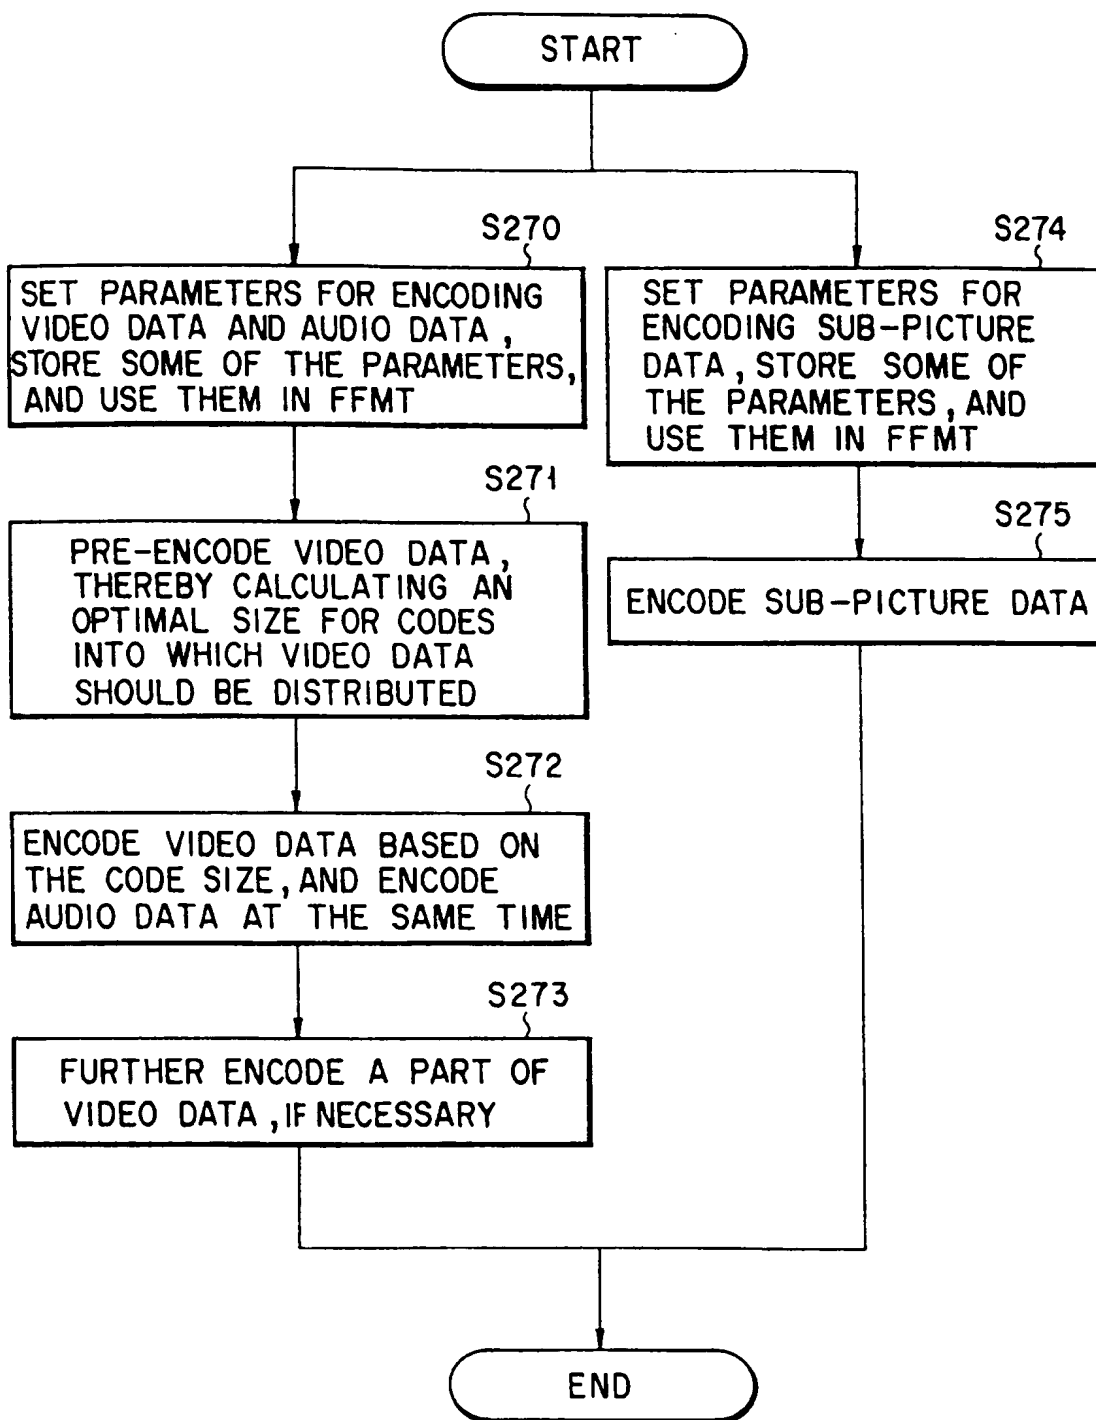 START
S270
SET PARAMETERS FOR ENCODING
VIDEO DATA AND AUDIO DATA,
STORE SOME OF THE PARAMETERS,
AND USE THEM IN FFMT
S271
PRE-ENCODE VIDEO DATA,
THEREBY CALCULATING AN
OPTIMAL SIZE FOR CODES
INTO WHICH VIDEO DATA
SHOULD BE DISTRIBUTED
S272
ENCODE VIDEO DATA BASED ON
THE CODE SIZE, AND ENCODE
AUDIO DATA AT THE SAME TIME
S273
FURTHER ENCODE A PART OF
VIDEO DATA, IF NECESSARY
S274
SET PARAMETERS FOR
ENCODING SUB-PICTURE
DATA, STORE SOME OF
THE PARAMETERS, AND
USE THEM IN FFMT
S275
ENCODE SUB-PICTURE DATA
END